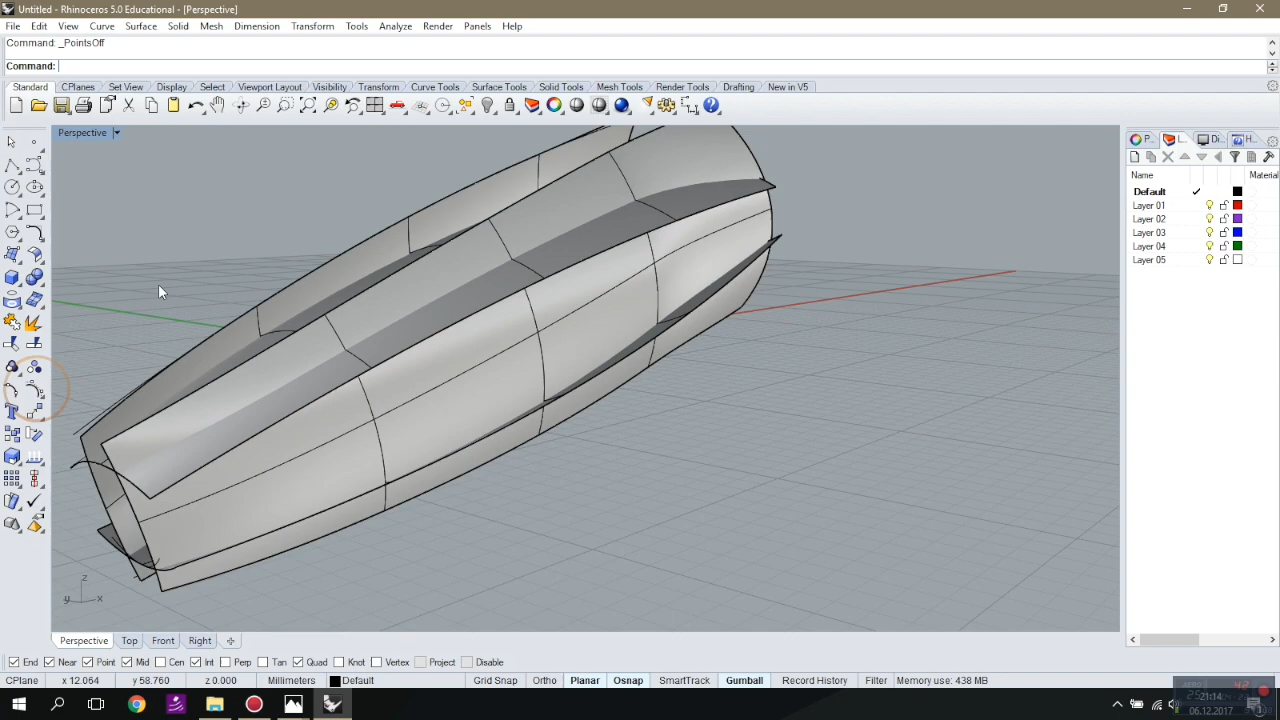 Untitled - Rhinoceros 5.0 Educational - [Perspective]
File Edit View Curve Surface Solid Mesh Dimension Transform Tools Analyze Render Panels Help
Command: _PointsOff
Command:
Standard CPlanes Set View Display Select Viewport Layout Visibility Transform Curve Tools Surface Tools Solid Tools Mesh Tools Render Tools Drafting New in V5
Perspective
P... L... Di... H...
Name Material
Default
Layer 01
Layer 02
Layer 03
Layer 04
Layer 05
z
y x
Perspective Top Front Right
End Near Point Mid Cen Int Perp Tan Quad Knot Vertex Project Disable
CPlane x 12.064 y 58.760 z 0.000 Millimeters Default Grid Snap Ortho Planar Osnap SmartTrack Gumball Record History Filter Memory use: 438 MB
21:14
06.12.2017